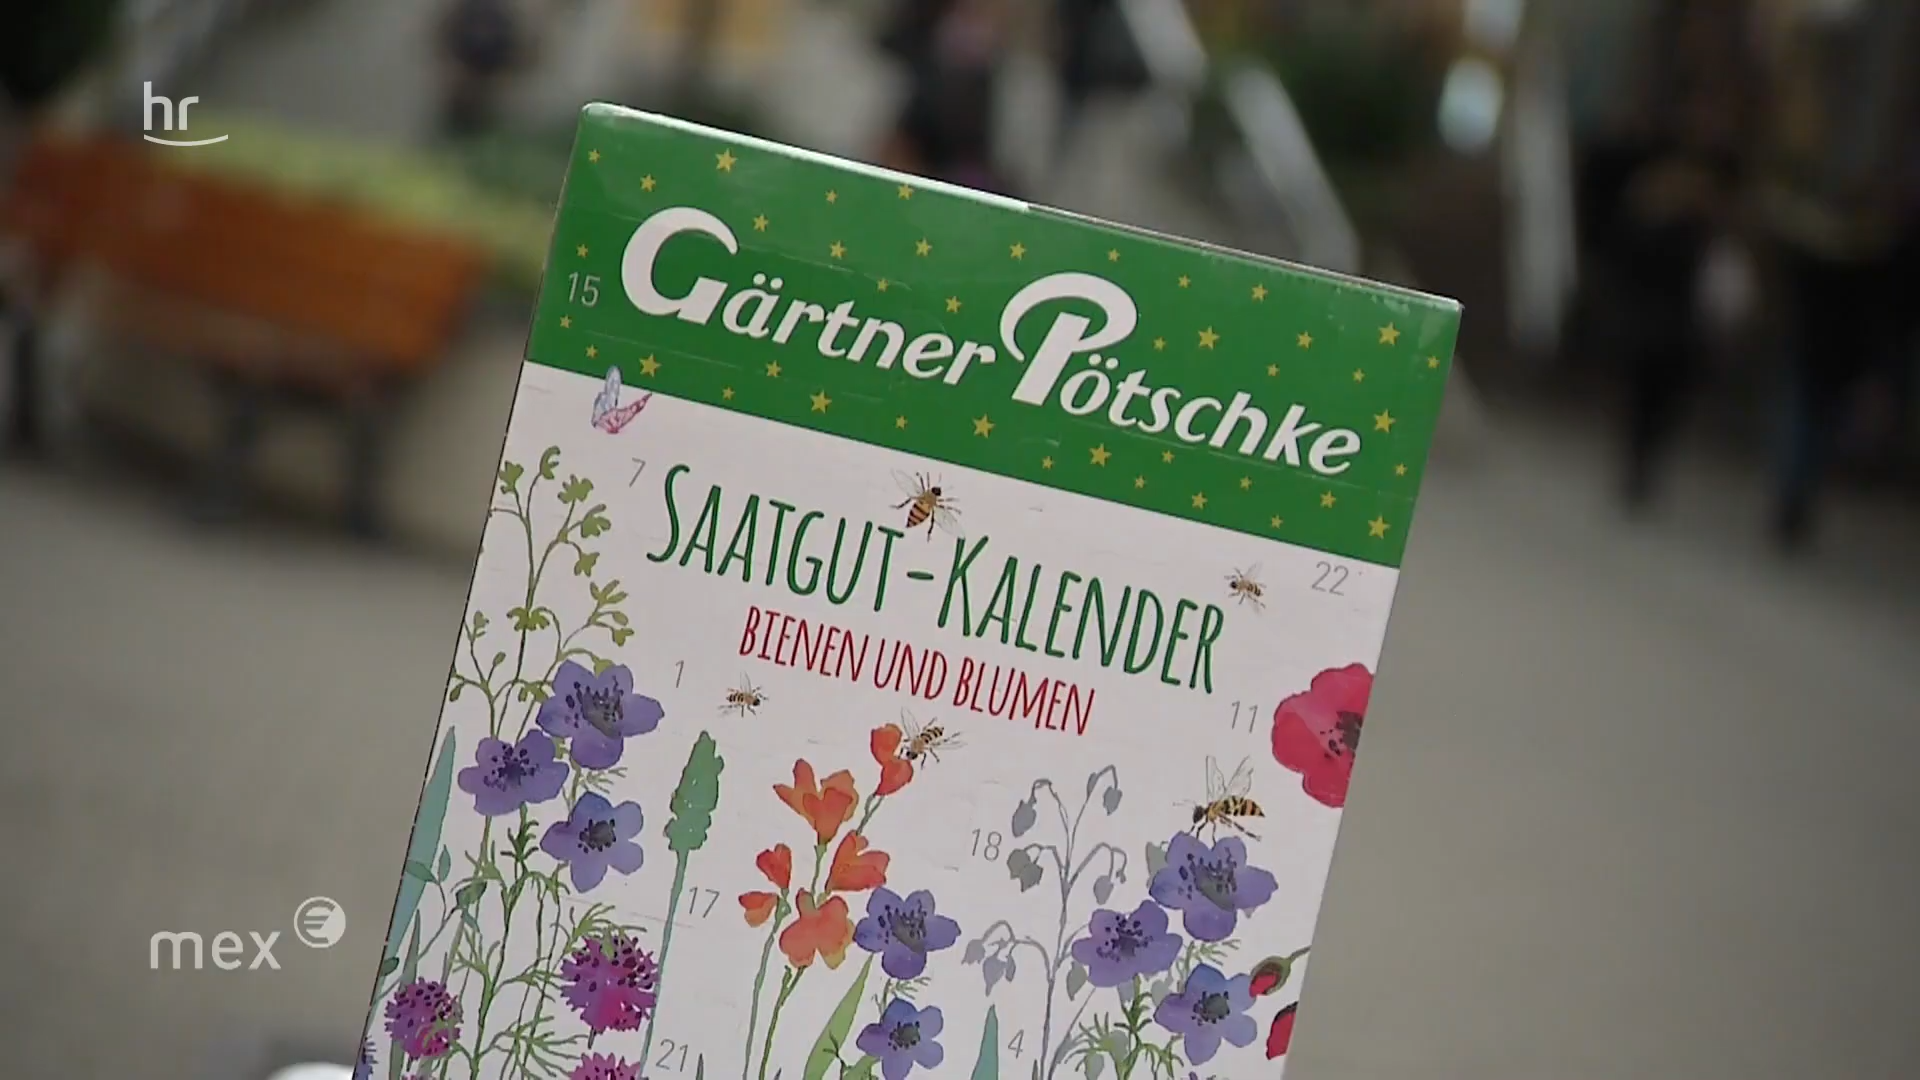 hr
Gärtner Pötschke
15
7
SAATGUT-KALENDER
22
BIENEN UND BLUMEN
1
11
18
17
mex €
21
4